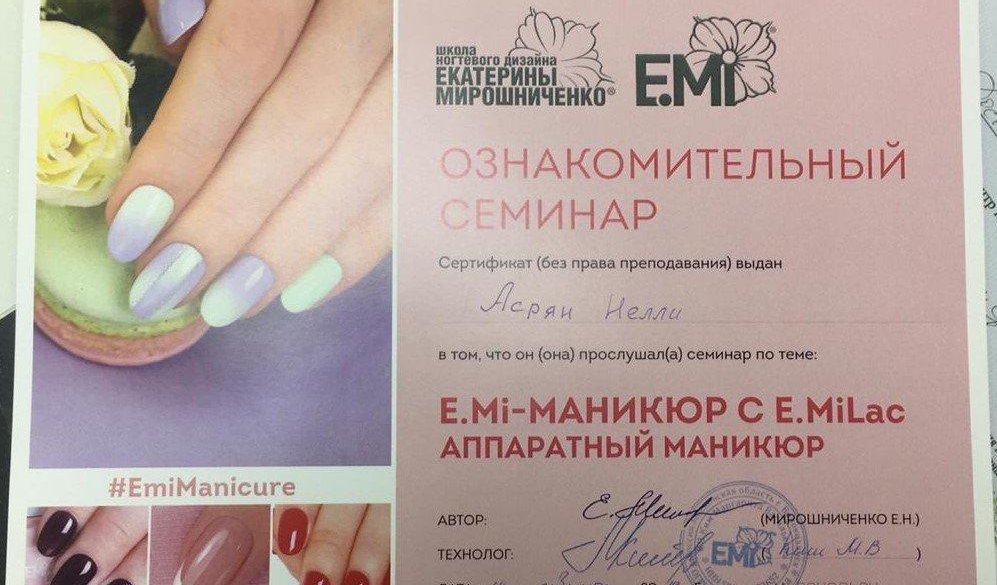 школа
ногтевого дизайна
ЕКАТЕРИНЫ
МИРОШНИЧЕНКО®
E.Mi®
ОЗНАКОМИТЕЛЬНЫЙ
СЕМИНАР
Сертификат (без права преподавания) выдан
Асрян Нелли
в том, что он (она) прослушал(а) семинар по теме:
E.Mi-МАНИКЮР С E.MiLac
АППАРАТНЫЙ МАНИКЮР
#EmiManicure
АВТОР: (МИРОШНИЧЕНКО Е.Н.)
ТЕХНОЛОГ: ( М.В )
EMi